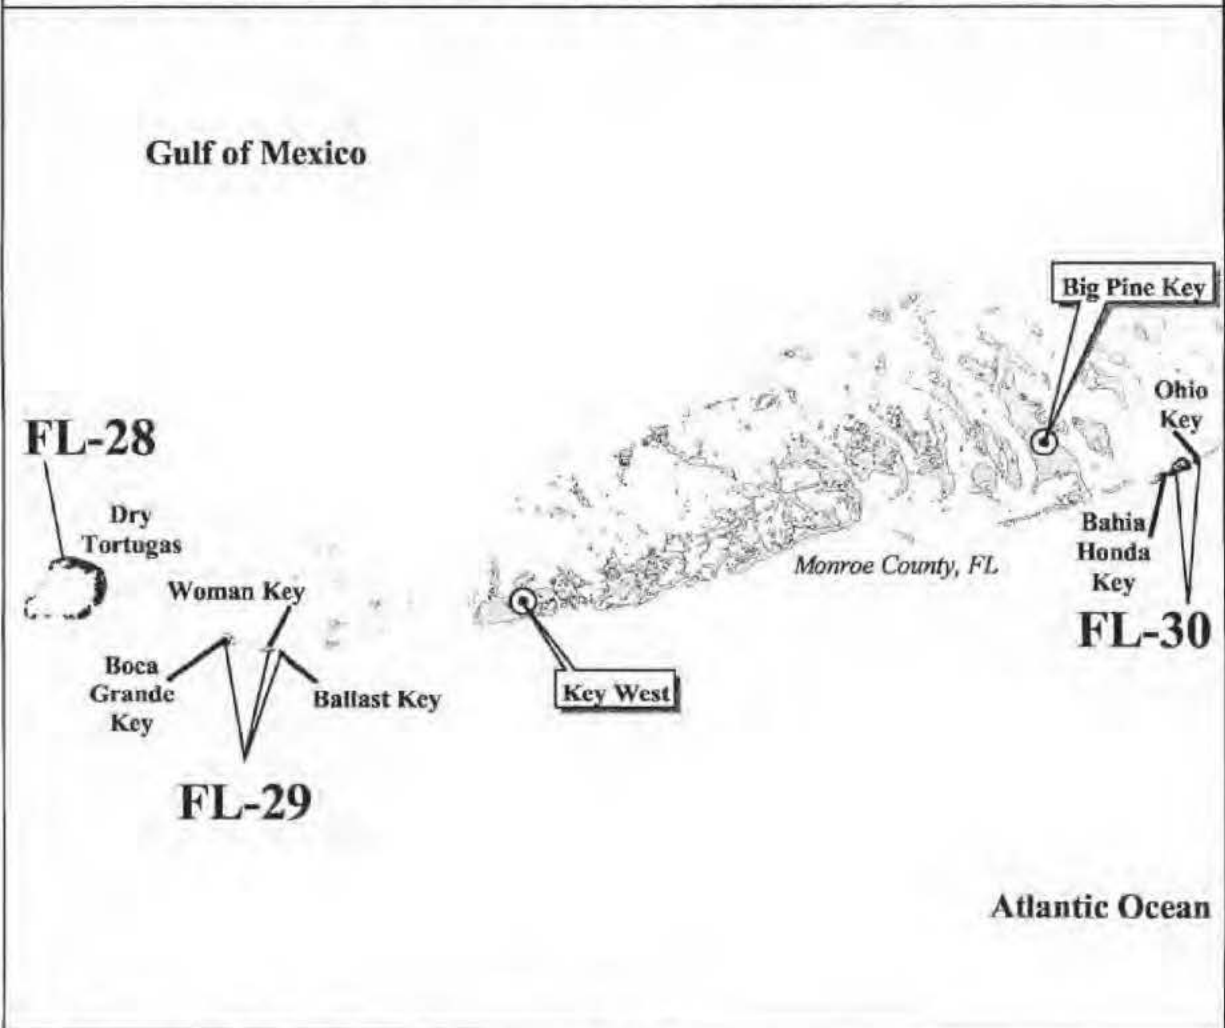 Gulf of Mexico
Big Pine Key
Ohio
Key
FL-28
Dry
Tortugas
Bahia
Honda
Key
Monroe County, FL
Woman Key
FL-30
Boca
Grande
Key
Ballast Key
Key West
FL-29
Atlantic Ocean